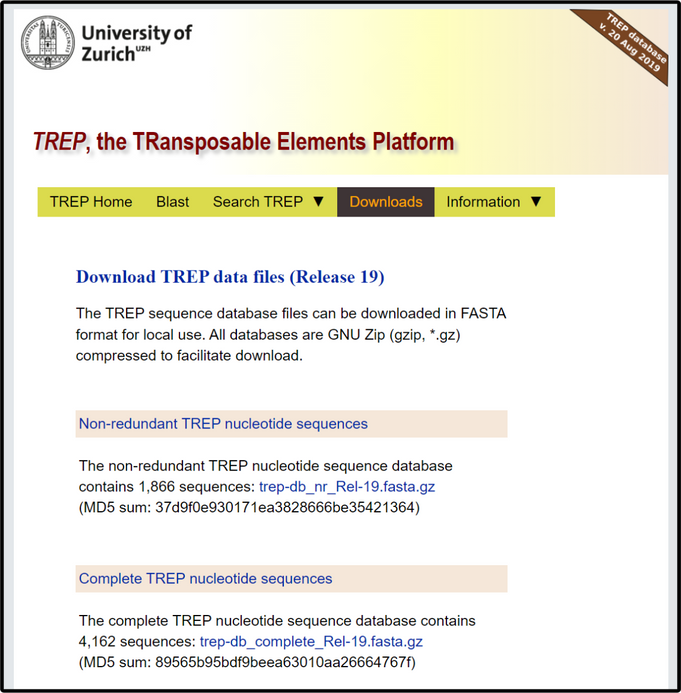 University of
Zurich UZH
TREP database
v. 20 Aug 2019
TREP, the TRansposable Elements Platform
TREP Home Blast Search TREP ▼ Downloads Information ▼
Download TREP data files (Release 19)
The TREP sequence database files can be downloaded in FASTA
format for local use. All databases are GNU Zip (gzip, *.gz)
compressed to facilitate download.
Non-redundant TREP nucleotide sequences
The non-redundant TREP nucleotide sequence database
contains 1,866 sequences: trep-db_nr_Rel-19.fasta.gz
(MD5 sum: 37d9f0e930171ea3828666be35421364)
Complete TREP nucleotide sequences
The complete TREP nucleotide sequence database contains
4,162 sequences: trep-db_complete_Rel-19.fasta.gz
(MD5 sum: 89565b95bdf9beea63010aa26664767f)